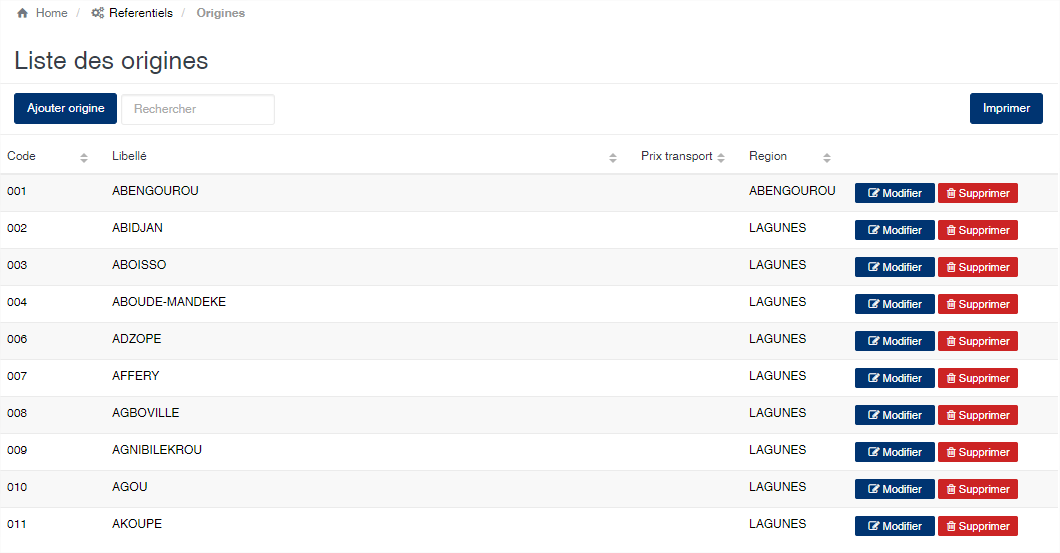 Home / Referentiels / Origines
Liste des origines
Ajouter origine Rechercher Imprimer
Code Libellé Prix transport Region
001 ABENGOUROU ABENGOUROU Modifier Supprimer
002 ABIDJAN LAGUNES Modifier Supprimer
003 ABOISSO LAGUNES Modifier Supprimer
004 ABOUDE-MANDEKE LAGUNES Modifier Supprimer
006 ADZOPE LAGUNES Modifier Supprimer
007 AFFERY LAGUNES Modifier Supprimer
008 AGBOVILLE LAGUNES Modifier Supprimer
009 AGNIBILEKROU LAGUNES Modifier Supprimer
010 AGOU LAGUNES Modifier Supprimer
011 AKOUPE LAGUNES Modifier Supprimer